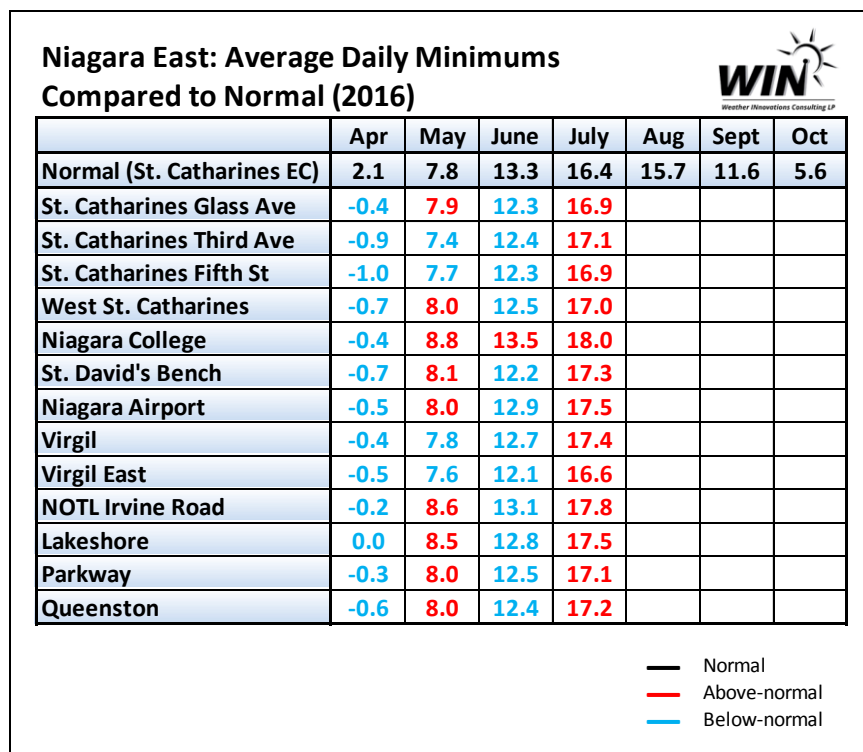 Niagara East: Average Daily Minimums
Compared to Normal (2016)
WIN
Weather INnovations Consulting LP
Apr May June July Aug Sept Oct
Normal (St. Catharines EC) 2.1 7.8 13.3 16.4 15.7 11.6 5.6
St. Catharines Glass Ave -0.4 7.9 12.3 16.9
St. Catharines Third Ave -0.9 7.4 12.4 17.1
St. Catharines Fifth St -1.0 7.7 12.3 16.9
West St. Catharines -0.7 8.0 12.5 17.0
Niagara College -0.4 8.8 13.5 18.0
St. David's Bench -0.7 8.1 12.2 17.3
Niagara Airport -0.5 8.0 12.9 17.5
Virgil -0.4 7.8 12.7 17.4
Virgil East -0.5 7.6 12.1 16.6
NOTL Irvine Road -0.2 8.6 13.1 17.8
Lakeshore 0.0 8.5 12.8 17.5
Parkway -0.3 8.0 12.5 17.1
Queenston -0.6 8.0 12.4 17.2
Normal
Above-normal
Below-normal